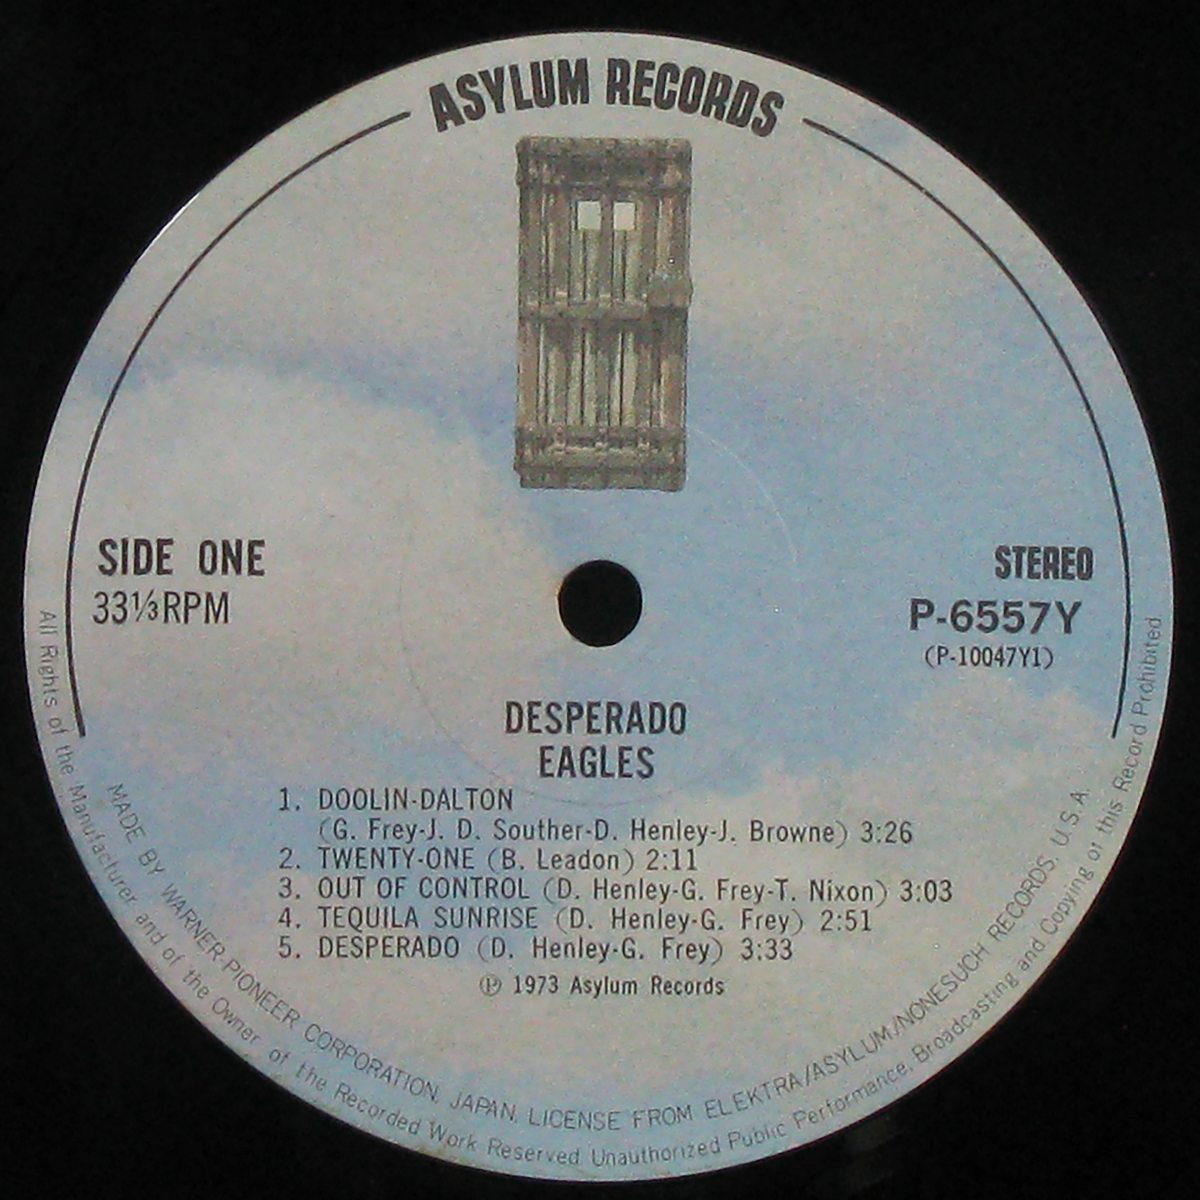 ASYLUM RECORDS
SIDE ONE
33⅓RPM
STEREO
P-6557Y
(P-10047Y1)
DESPERADO
EAGLES
1. DOOLIN-DALTON
(G. Frey-J. D. Souther-D. Henley-J. Browne) 3:26
2. TWENTY-ONE (B. Leadon) 2:11
3. OUT OF CONTROL (D. Henley-G. Frey-T. Nixon) 3:03
4. TEQUILA SUNRISE (D. Henley-G. Frey) 2:51
5. DESPERADO (D. Henley-G. Frey) 3:33
℗ 1973 Asylum Records
MADE BY WARNER-PIONEER CORPORATION, JAPAN, LICENSE FROM ELEKTRA/ASYLUM/NONESUCH RECORDS, U.S.A.
All Rights of the Manufacturer and of the Owner of the Recorded Work Reserved. Unauthorized Public Performance, Broadcasting and Copying of this Record Prohibited.